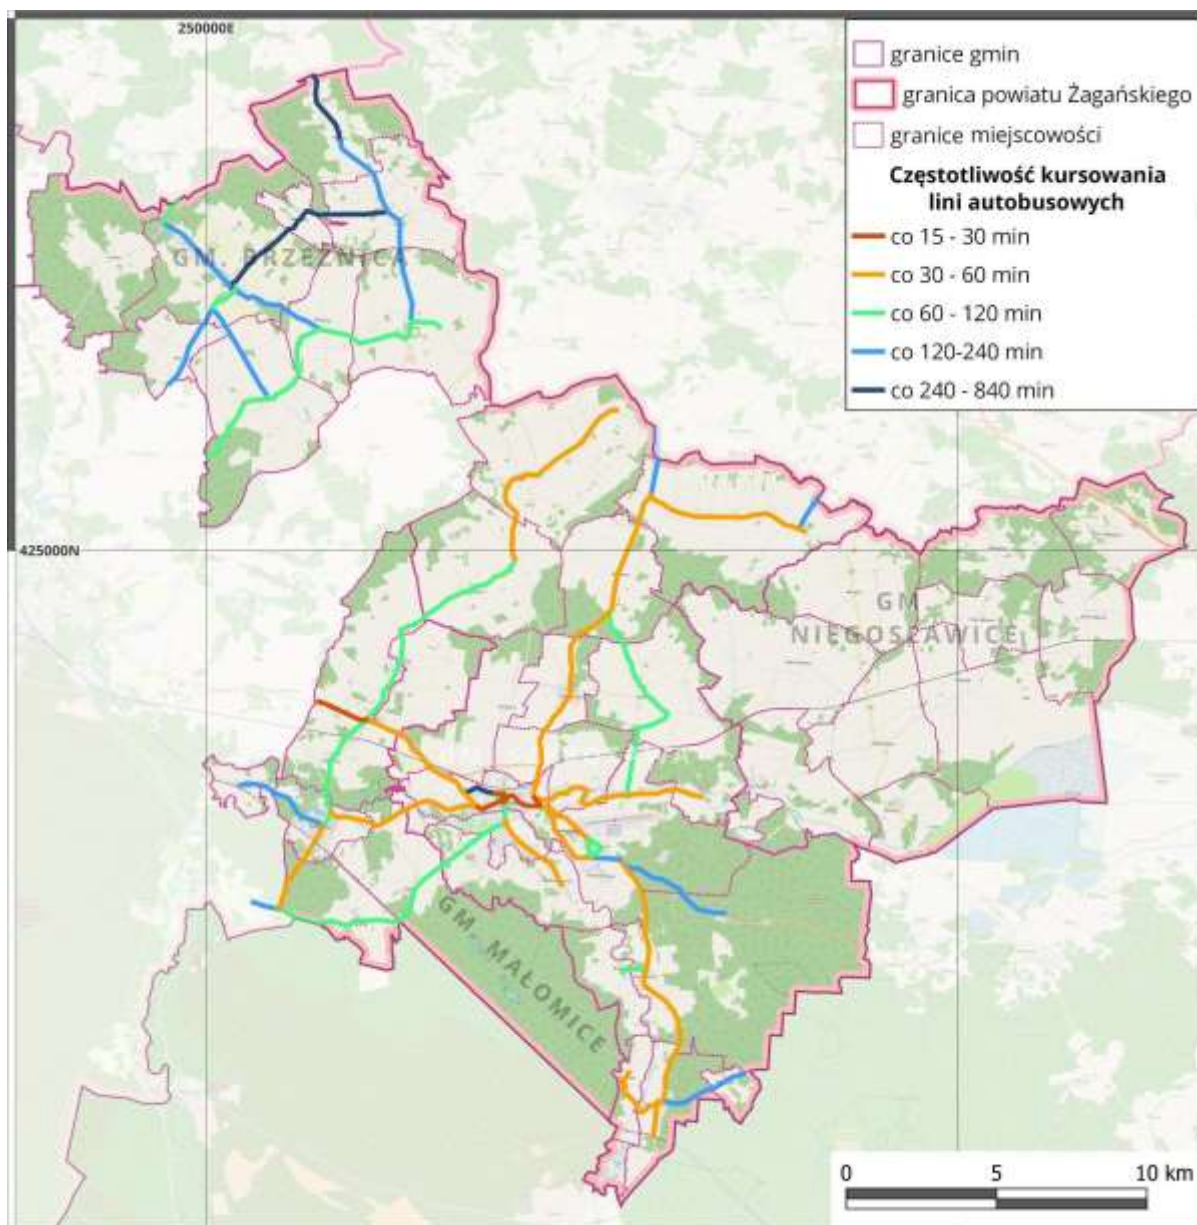 250000E
granice gmin
granica powiatu Żagańskiego
granice miejscowości
Częstotliwość kursowania
lini autobusowych
co 15 - 30 min
co 30 - 60 min
co 60 - 120 min
co 120-240 min
co 240 - 840 min
GM. BRZEŹNICA
425000N
GM.
NIEGOSŁAWICE
GM. MAŁOMICE
0 5 10 km